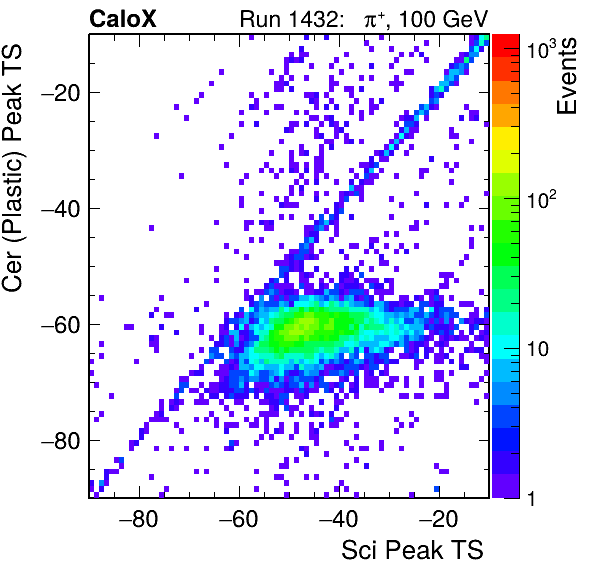 CaloX Run 1432: π⁺, 100 GeV
Cer (Plastic) Peak TS
−20
−40
−60
−80
−80 −60 −40 −20
Sci Peak TS
Events
10³
10²
10
1